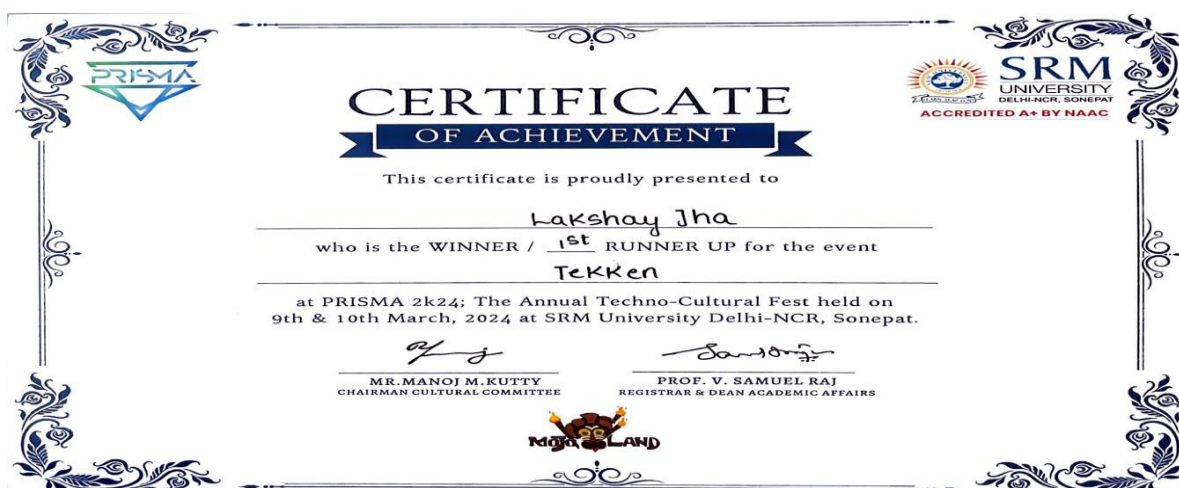 PRISMA
SRM
UNIVERSITY
DELHI-NCR, SONEPAT
ACCREDITED A+ BY NAAC
CERTIFICATE
OF ACHIEVEMENT
This certificate is proudly presented to
Lakshay Jha
who is the WINNER / 1st RUNNER UP for the event
Tekken
at PRISMA 2k24; The Annual Techno-Cultural Fest held on
9th & 10th March, 2024 at SRM University Delhi-NCR, Sonepat.
MR.MANOJ M.KUTTY
CHAIRMAN CULTURAL COMMITTEE
PROF. V. SAMUEL RAJ
REGISTRAR & DEAN ACADEMIC AFFAIRS
MOJO LAND